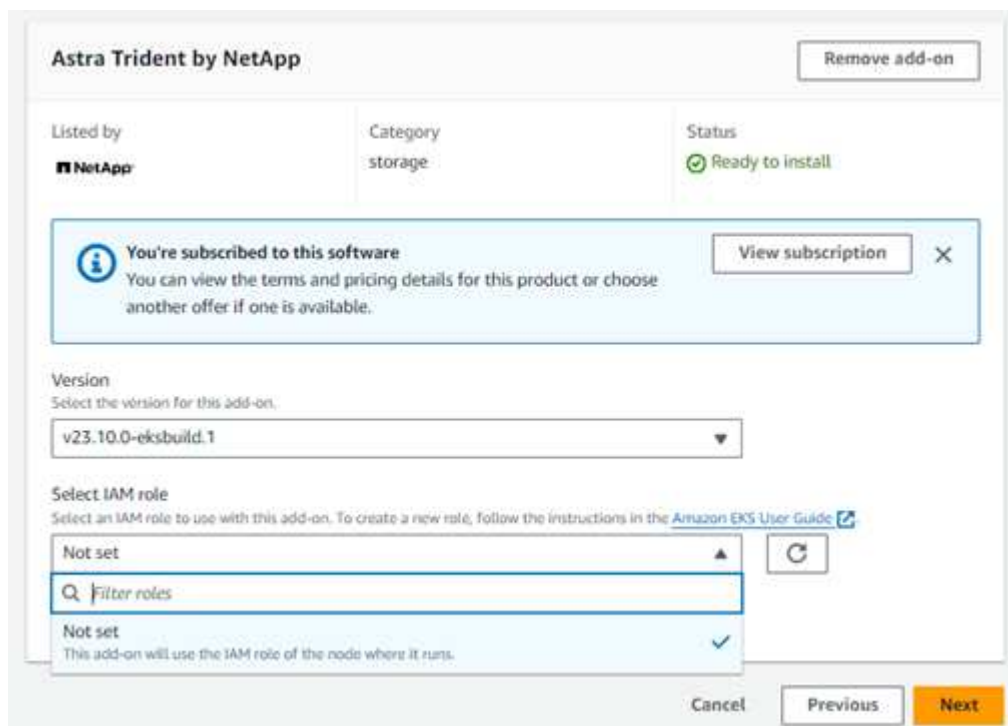 Astra Trident by NetApp
Remove add-on
Listed by
NetApp
Category
storage
Status
Ready to install
You're subscribed to this software
You can view the terms and pricing details for this product or choose
another offer if one is available.
View subscription
Version
Select the version for this add-on.
v23.10.0-eksbuild.1
Select IAM role
Select an IAM role to use with this add-on. To create a new role, follow the instructions in the Amazon EKS User Guide.
Not set
Filter roles
Not set
This add-on will use the IAM role of the node where it runs.
Cancel
Previous
Next